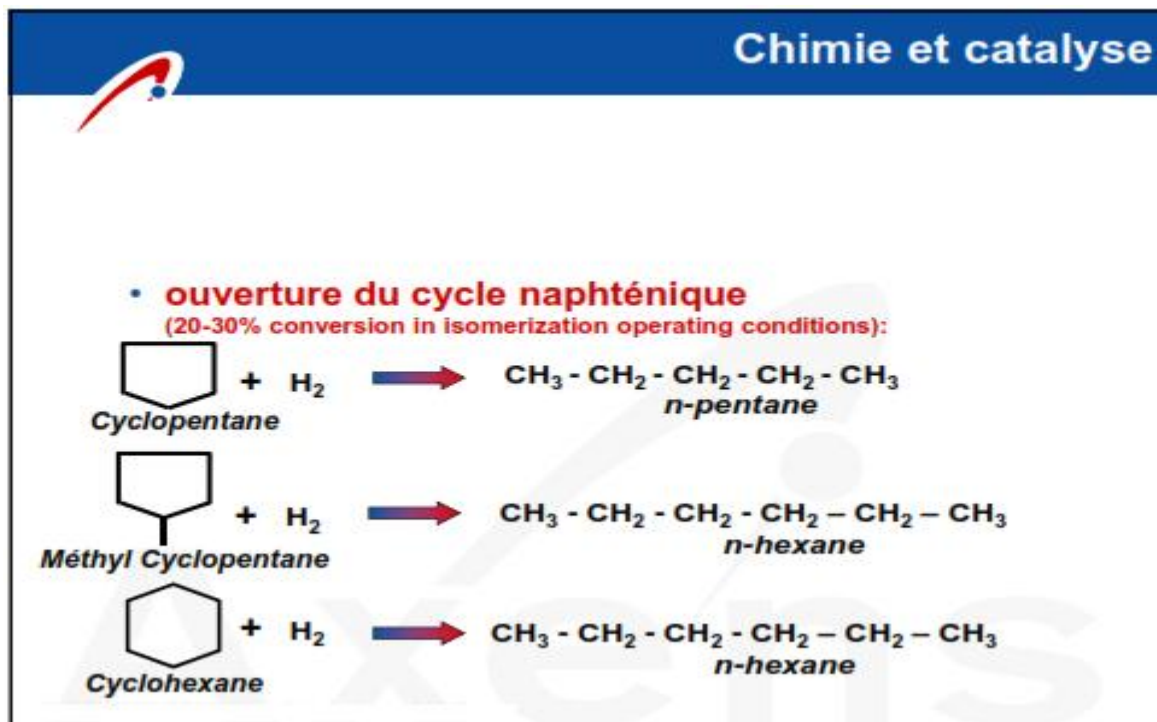 Chimie et catalyse
• ouverture du cycle naphténique
(20-30% conversion in isomerization operating conditions):
+ H₂ CH₃ - CH₂ - CH₂ - CH₂ - CH₃
Cyclopentane n-pentane
+ H₂ CH₃ - CH₂ - CH₂ - CH₂ – CH₂ – CH₃
Méthyl Cyclopentane n-hexane
+ H₂ CH₃ - CH₂ - CH₂ - CH₂ – CH₂ – CH₃
Cyclohexane n-hexane
Axens